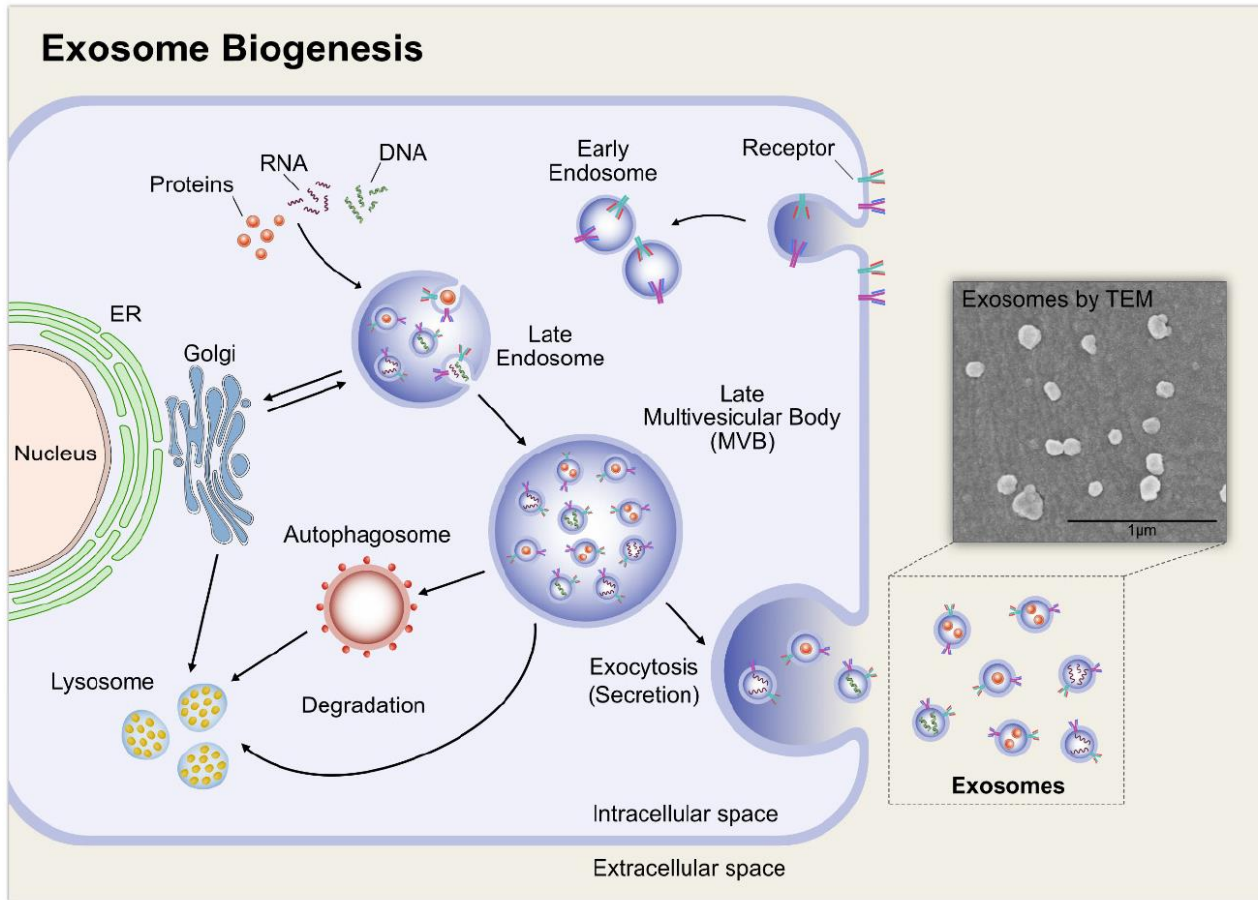 Exosome Biogenesis
Proteins
RNA
DNA
Early
Endosome
Receptor
ER
Golgi
Nucleus
Late
Endosome
Late
Multivesicular Body
(MVB)
Exosomes by TEM
1µm
Autophagosome
Lysosome
Degradation
Exocytosis
(Secretion)
Exosomes
Intracellular space
Extracellular space